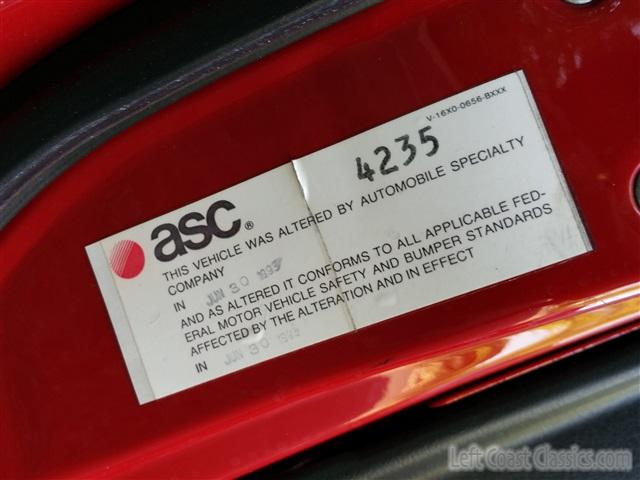 V-16X0-0656-BXXX
4235
asc®
THIS VEHICLE WAS ALTERED BY AUTOMOBILE SPECIALTY
COMPANY
IN JUN 30 1993
AND AS ALTERED IT CONFORMS TO ALL APPLICABLE FED-
ERAL MOTOR VEHICLE SAFETY AND BUMPER STANDARDS
AFFECTED BY THE ALTERATION AND IN EFFECT
IN JUN 30 1993
Left Coast Classics.com